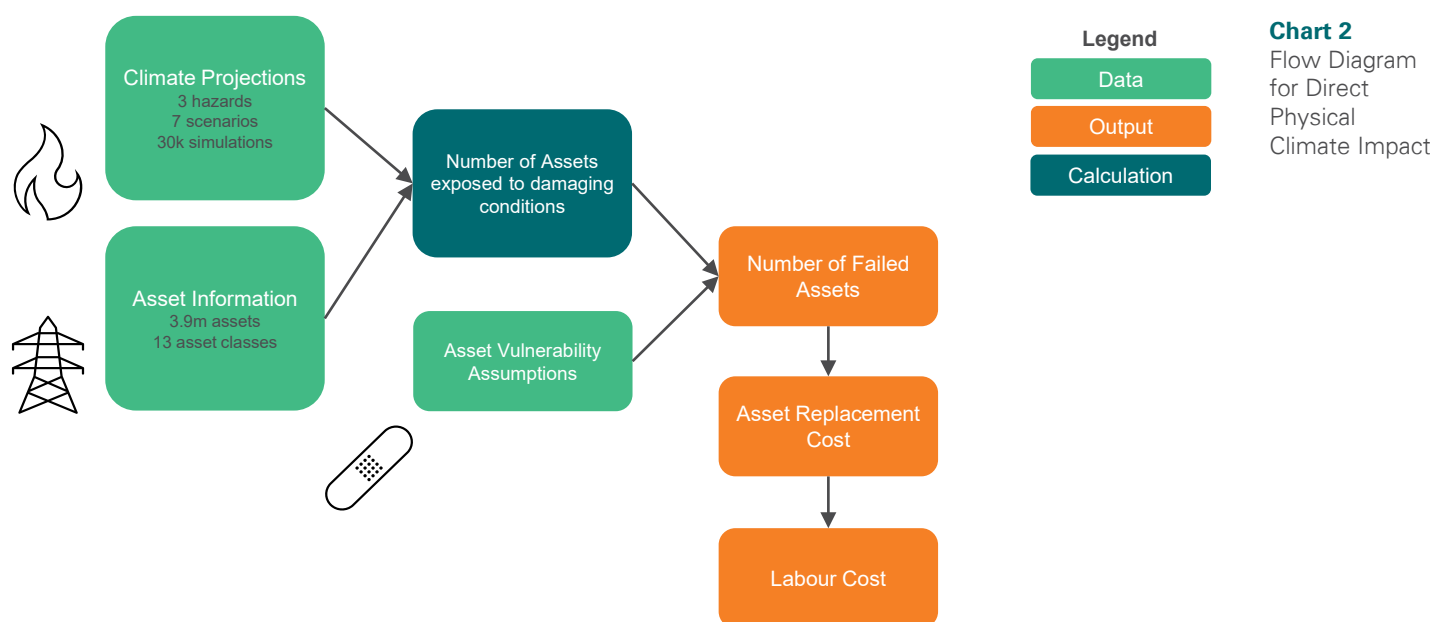 Climate Projections
3 hazards
7 scenarios
30k simulations
Asset Information
3.9m assets
13 asset classes
Number of Assets
exposed to damaging
conditions
Asset Vulnerability
Assumptions
Number of Failed
Assets
Asset Replacement
Cost
Labour Cost
Legend
Data
Output
Calculation
Chart 2
Flow Diagram
for Direct
Physical
Climate Impact